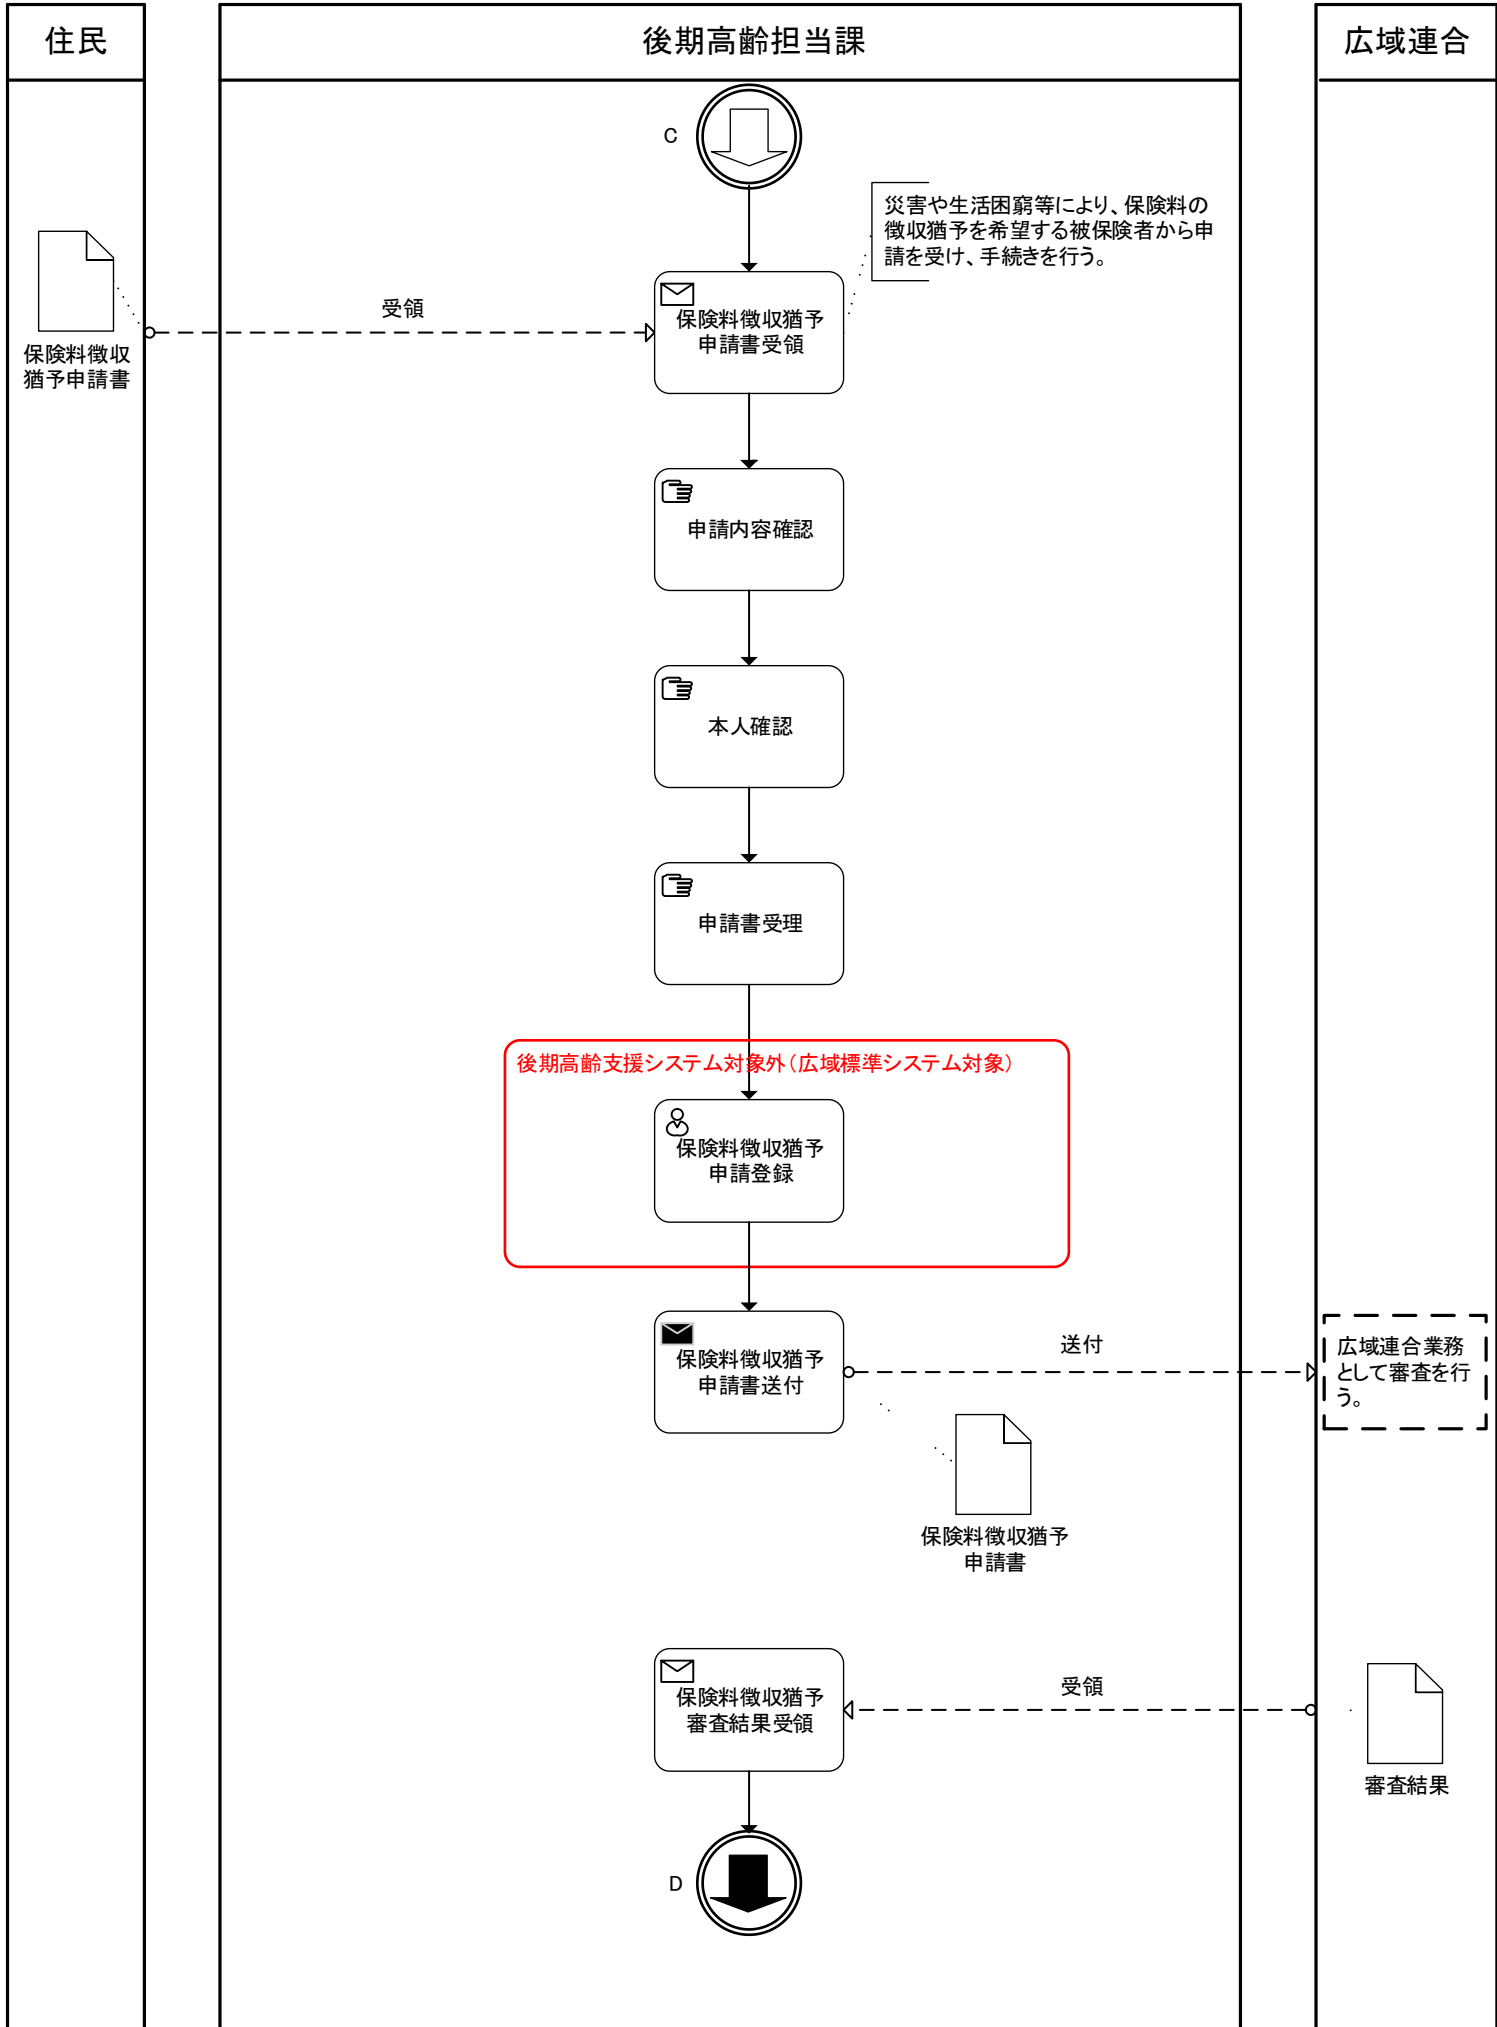 住民
後期高齢担当課
広域連合
C
災害や生活困窮等により、保険料の
徴収猶予を希望する被保険者から申
請を受け、手続きを行う。
保険料徴収
猶予申請書
受領
保険料徴収猶予
申請書受領
申請内容確認
本人確認
申請書受理
後期高齢支援システム対象外（広域標準システム対象）
保険料徴収猶予
申請登録
保険料徴収猶予
申請書送付
送付
広域連合業務
として審査を行
う。
保険料徴収猶予
申請書
保険料徴収猶予
審査結果受領
受領
審査結果
D